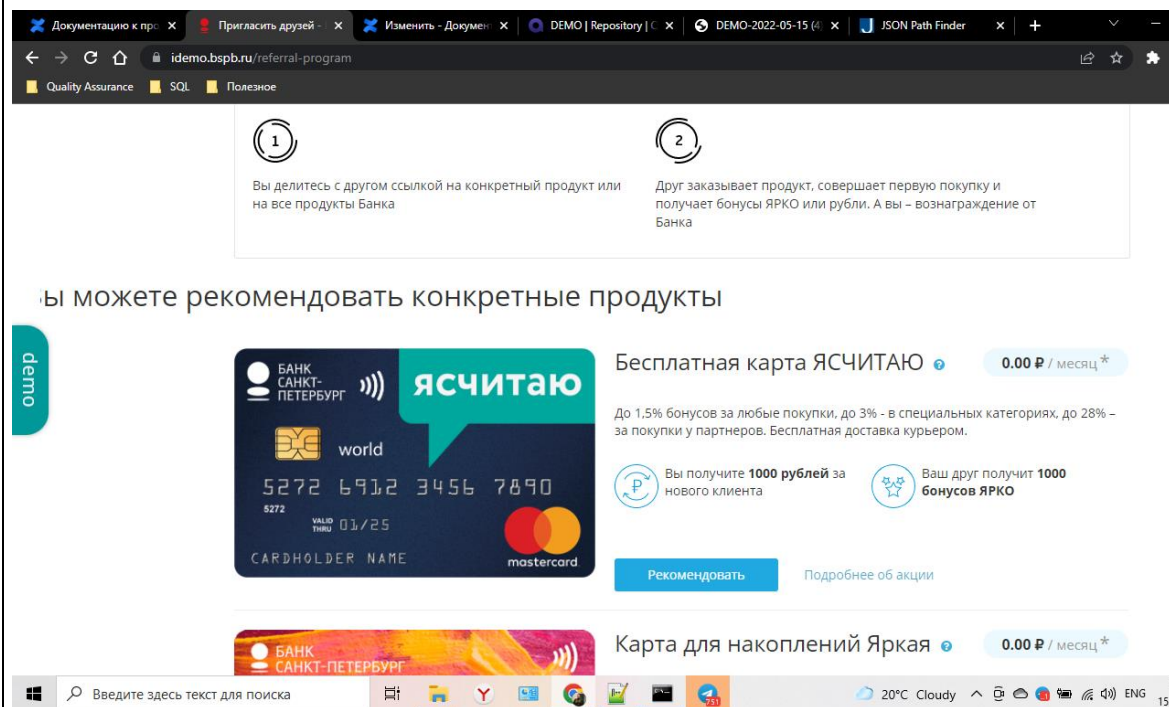 Документацию к про
Пригласить друзей -
Изменить - Докумен
DEMO | Repository |
DEMO-2022-05-15 (4)
JSON Path Finder
idemo.bspb.ru/referral-program
Quality Assurance
SQL
Полезное
1
2
Вы делитесь с другом ссылкой на конкретный продукт или
на все продукты Банка
Друг заказывает продукт, совершает первую покупку и
получает бонусы ЯРКО или рубли. А вы – вознаграждение от
Банка
ы можете рекомендовать конкретные продукты
demo
БАНК
САНКТ-
ПЕТЕРБУРГ
ЯСЧИТАЮ
world
5272 6912 3456 7890
5272
VALID
THRU 01/25
CARDHOLDER NAME
mastercard
Бесплатная карта ЯСЧИТАЮ
0.00 ₽ / месяц *
До 1,5% бонусов за любые покупки, до 3% - в специальных категориях, до 28% –
за покупки у партнеров. Бесплатная доставка курьером.
Вы получите 1000 рублей за
нового клиента
Ваш друг получит 1000
бонусов ЯРКО
Рекомендовать
Подробнее об акции
БАНК
САНКТ-ПЕТЕРБУРГ
Карта для накоплений Яркая
0.00 ₽ / месяц *
Введите здесь текст для поиска
751
20°C Cloudy
ENG
15